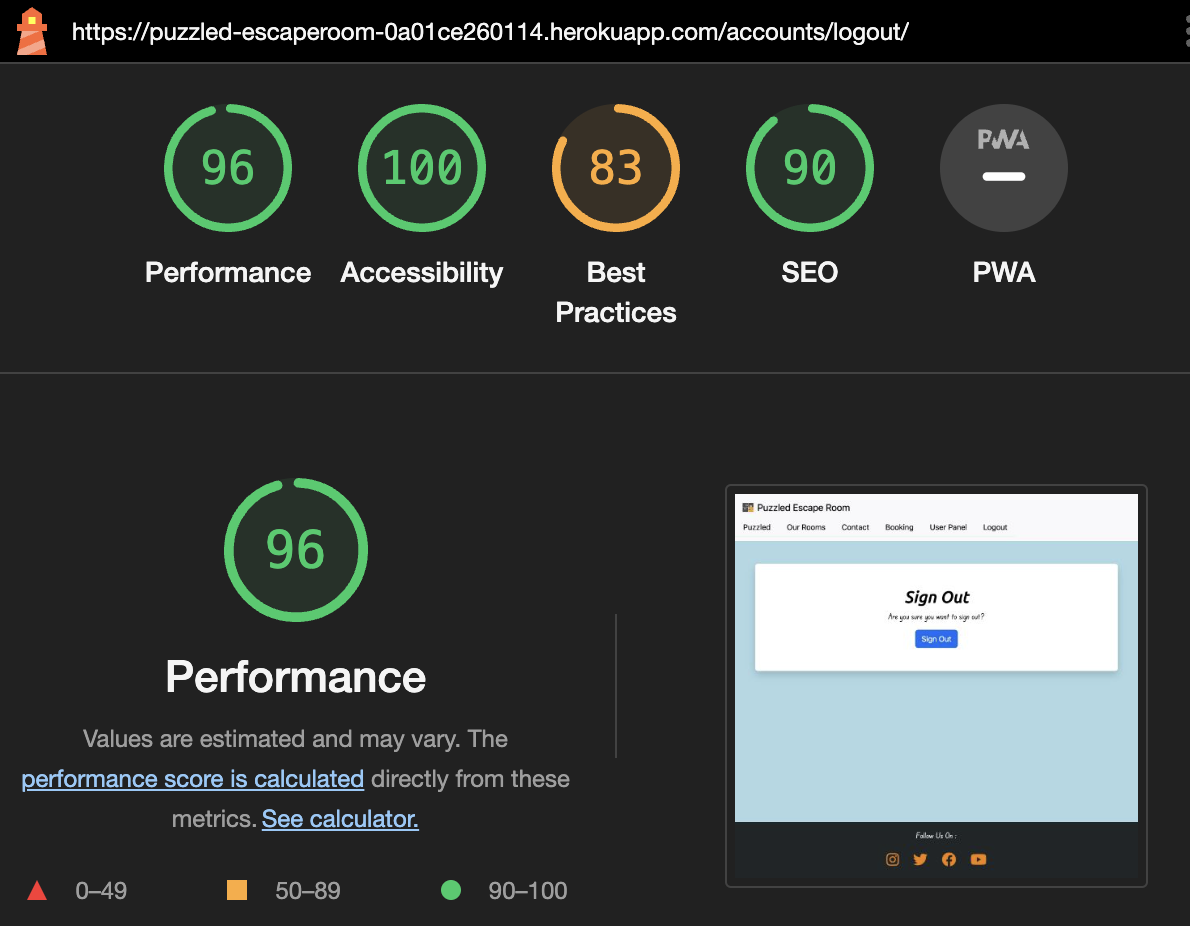 https://puzzled-escaperoom-0a01ce260114.herokuapp.com/accounts/logout/
96
100
83
90
PWA
Performance
Accessibility
Best
Practices
SEO
PWA
96
Performance
Values are estimated and may vary. The
performance score is calculated directly from these
metrics. See calculator.
0–49
50–89
90–100
Puzzled Escape Room
Puzzled Our Rooms Contact Booking User Panel Logout
Sign Out
Are you sure you want to sign out?
Sign Out
Follow Us On :